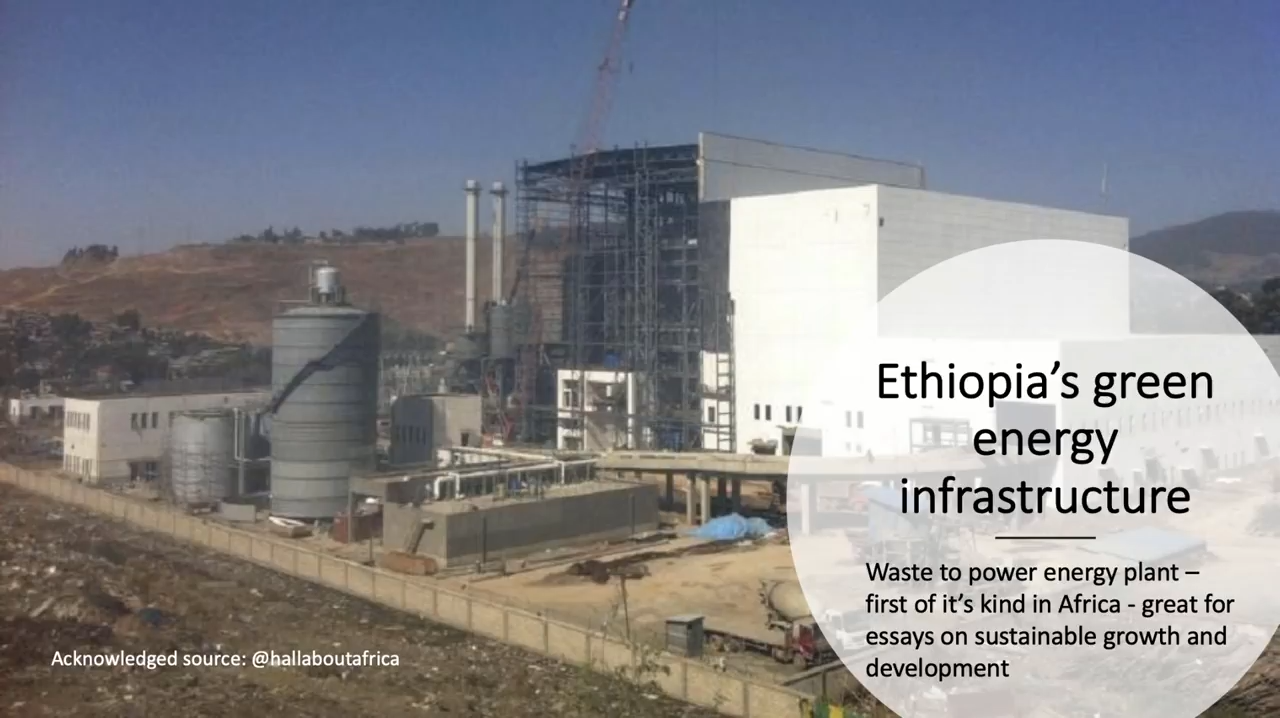 Ethiopia’s green
energy
infrastructure
Waste to power energy plant –
first of it’s kind in Africa - great for
essays on sustainable growth and
development
Acknowledged source: @hallaboutafrica